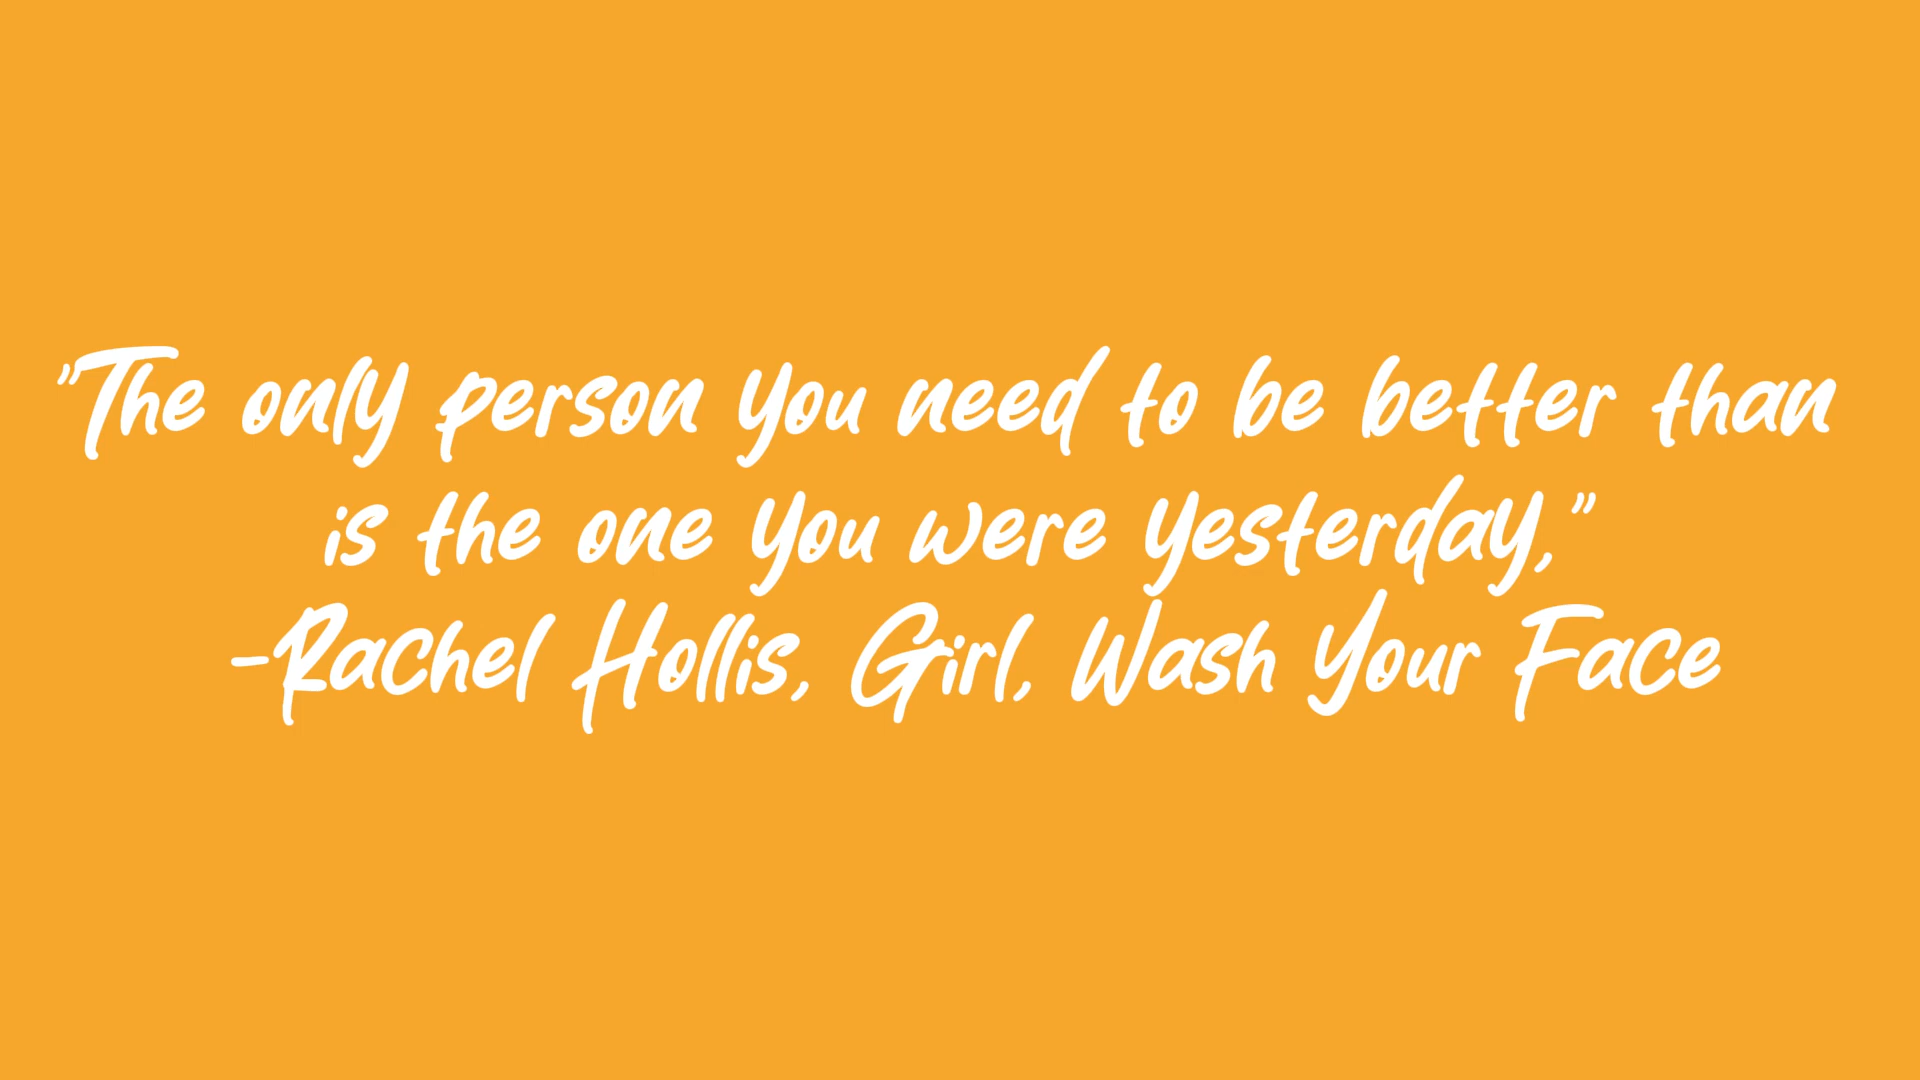 "The only person you need to be better than
is the one you were yesterday,"
-Rachel Hollis, Girl, Wash Your Face